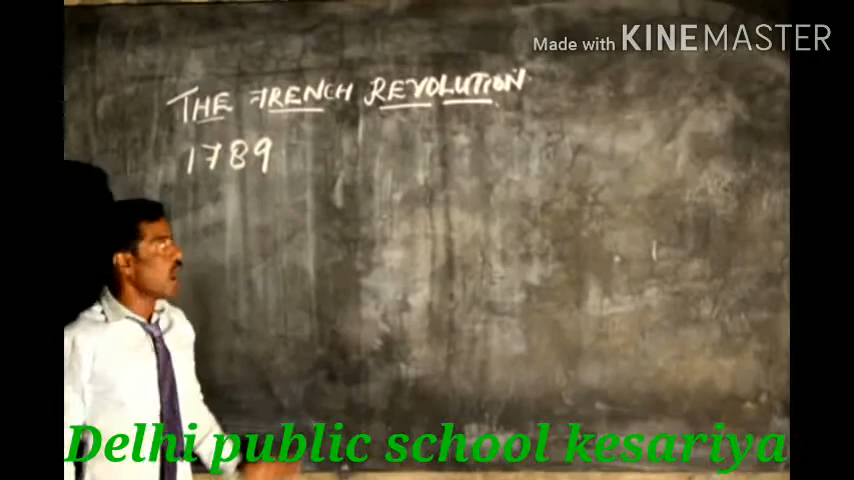 Made with KINEMASTER
THE FRENCH REVOLUTION
1789
Delhi public school kesariya